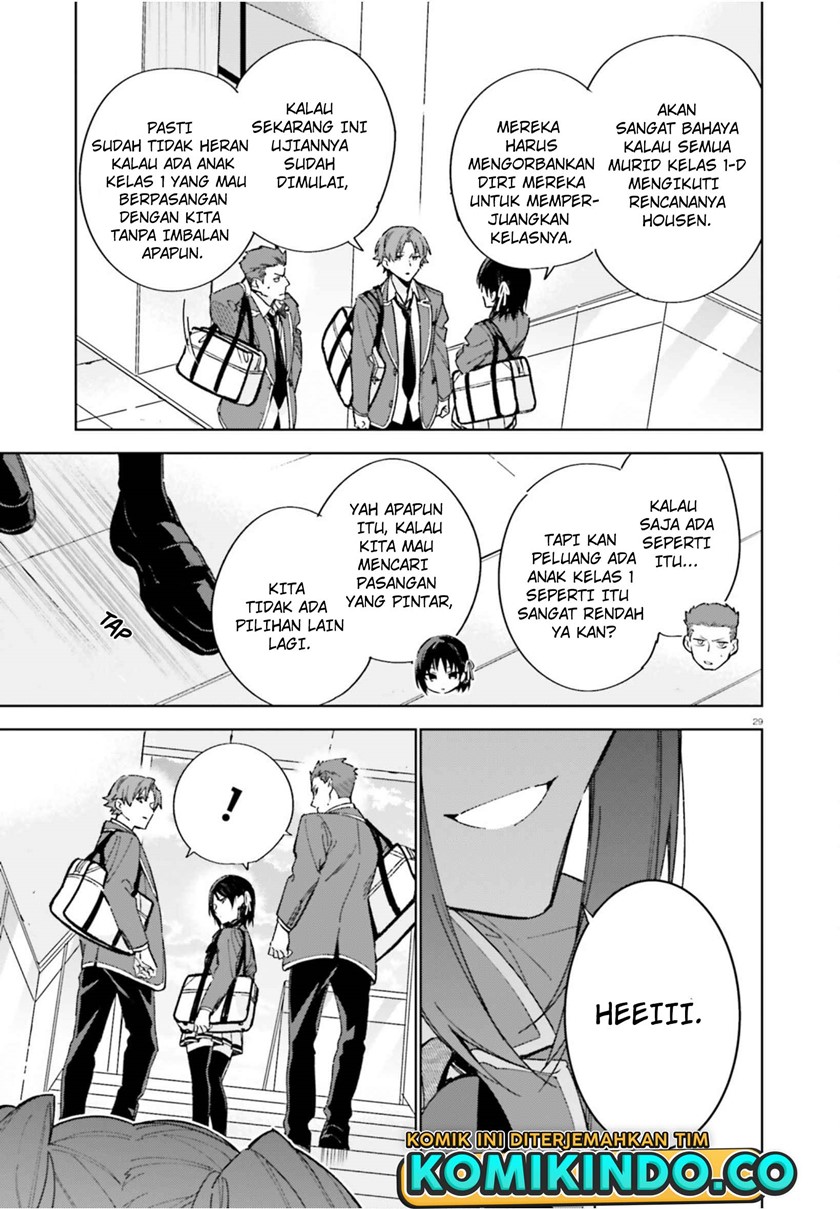 AKAN
SANGAT BAHAYA
KALAU SEMUA
MURID KELAS 1-D
MENGIKUTI
RENCANANYA
HOUSEN.
MEREKA
HARUS
MENGORBANKAN
DIRI MEREKA
UNTUK MEMPER-
JUANGKAN
KELASNYA.
KALAU
SEKARANG INI
UJIANNYA
SUDAH
DIMULAI,
PASTI
SUDAH TIDAK HERAN
KALAU ADA ANAK
KELAS 1 YANG MAU
BERPASANGAN
DENGAN KITA
TANPA IMBALAN
APAPUN.
KALAU
SAJA ADA
SEPERTI
ITU...
TAPI KAN
PELUANG ADA
ANAK KELAS 1
SEPERTI ITU
SANGAT RENDAH
YA KAN?
YAH APAPUN
ITU, KALAU
KITA MAU
MENCARI
PASANGAN
YANG PINTAR,
KITA
TIDAK ADA
PILIHAN LAIN
LAGI.
TAP
29
HEEIII.
!
KOMIK INI DITERJEMAHKAN TIM
KOMIKINDO.CO